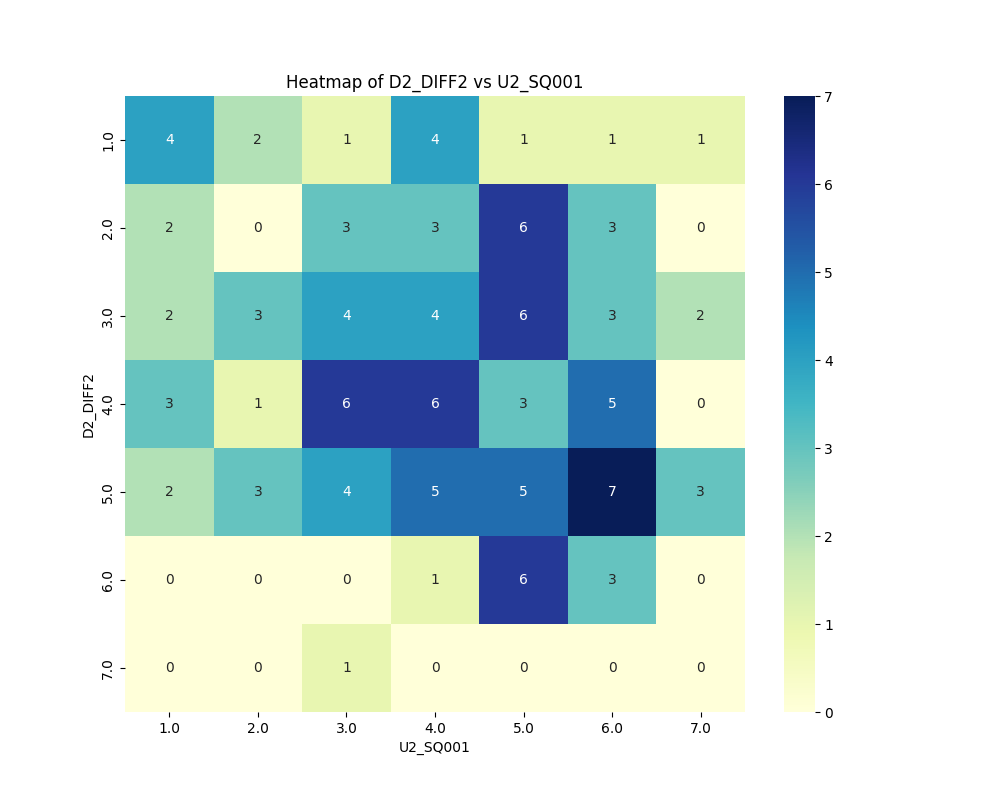 Heatmap of D2_DIFF2 vs U2_SQ001
1.0 4 2 1 4 1 1 1
2.0 2 0 3 3 6 3 0
3.0 2 3 4 4 6 3 2
4.0 3 1 6 6 3 5 0
5.0 2 3 4 5 5 7 3
6.0 0 0 0 1 6 3 0
7.0 0 0 1 0 0 0 0
D2_DIFF2
1.0 2.0 3.0 4.0 5.0 6.0 7.0
U2_SQ001
7
6
5
4
3
2
1
0